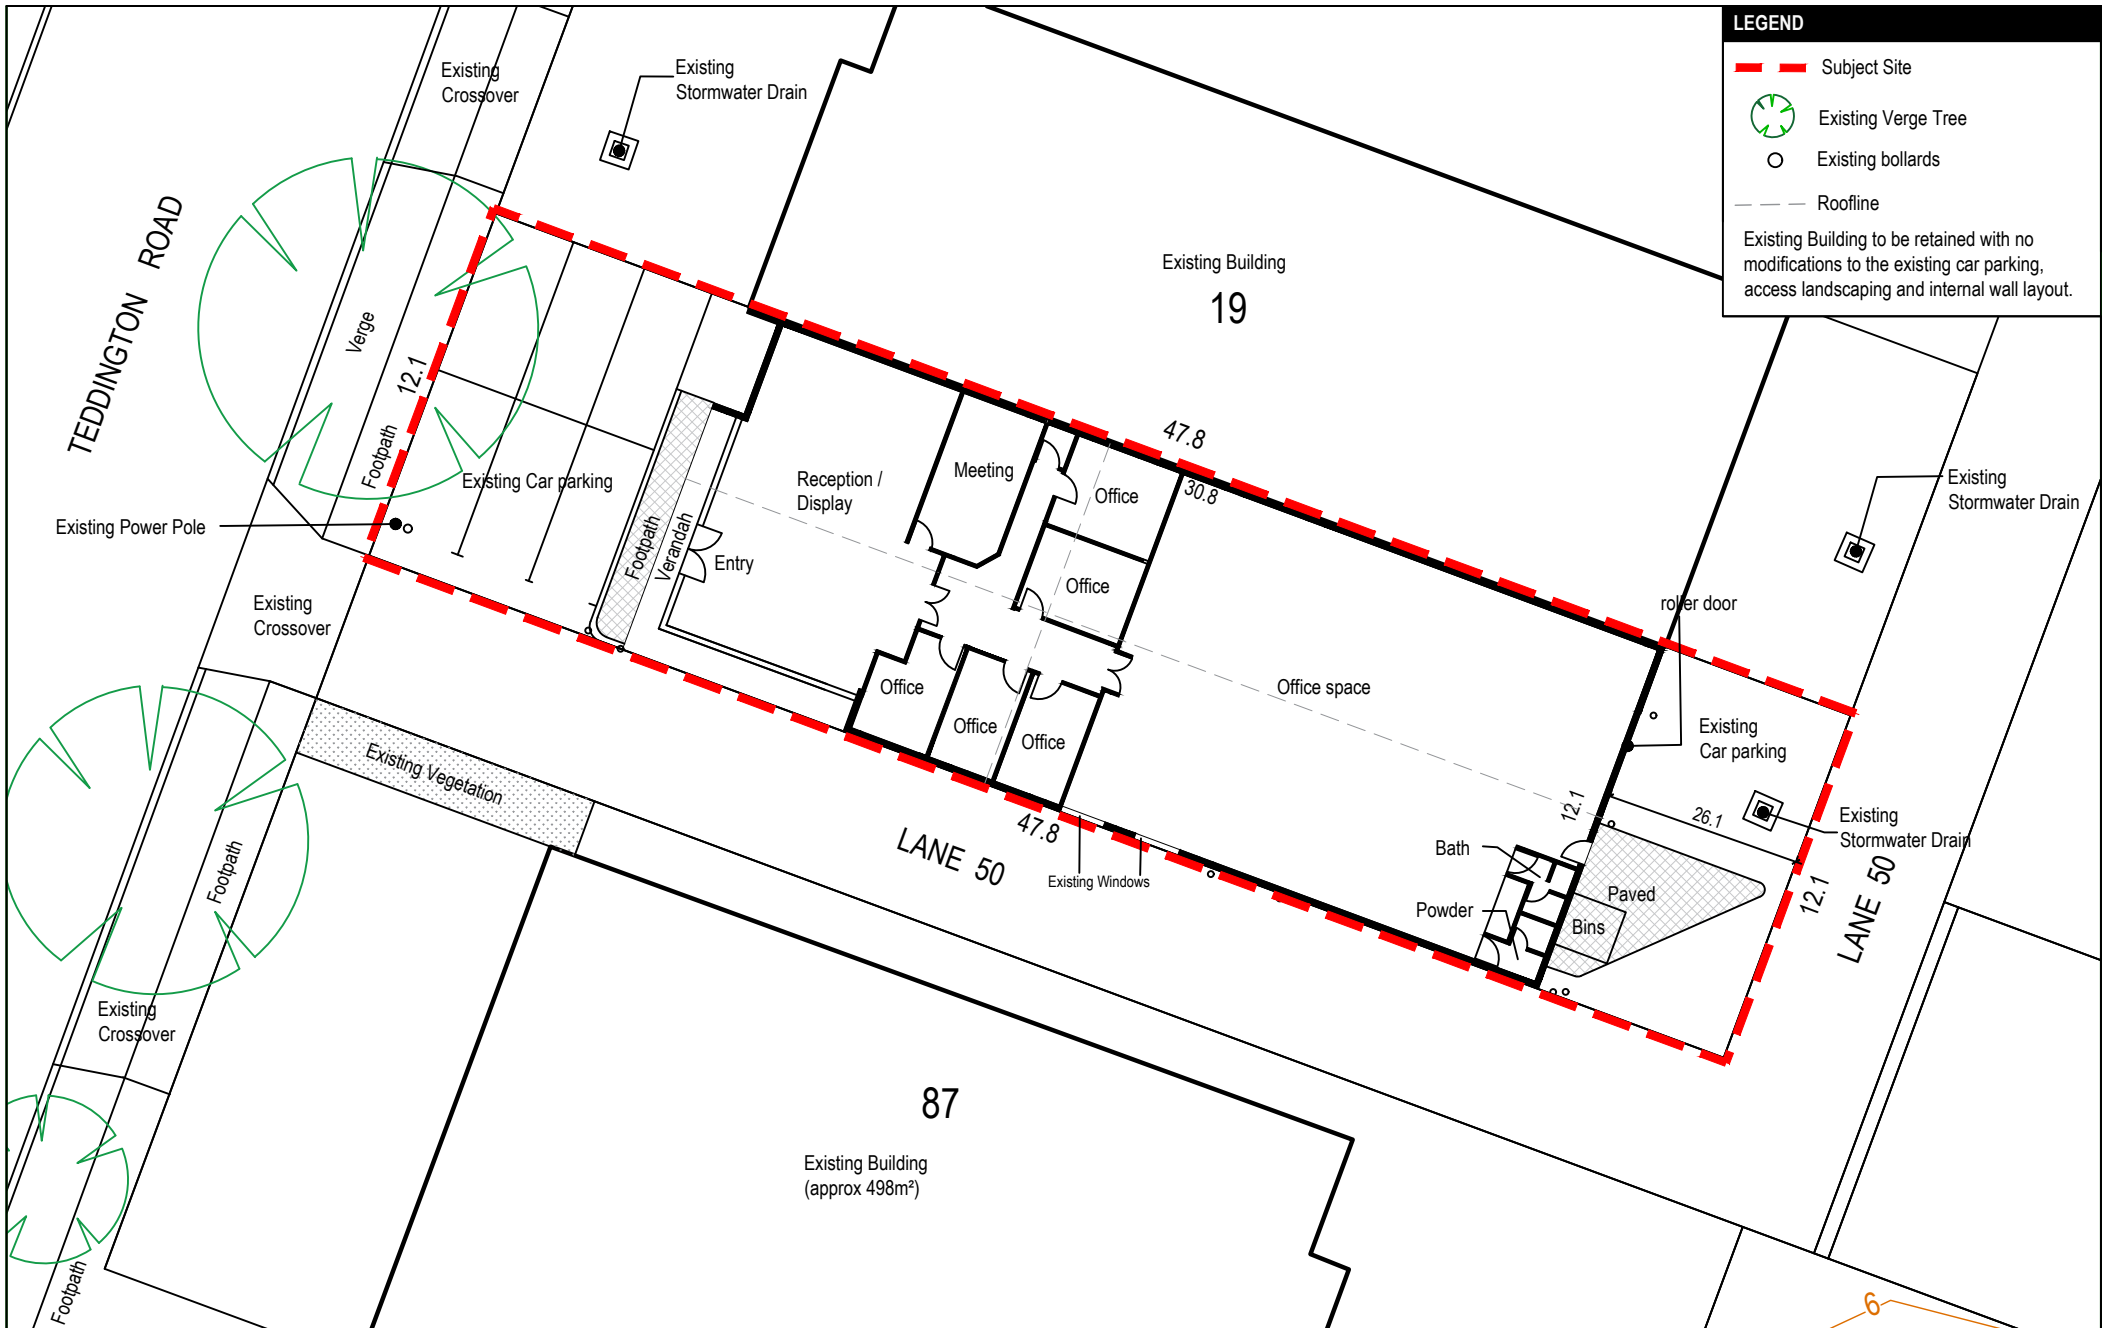 LEGEND
Subject Site
Existing Verge Tree
Existing bollards
Roofline
Existing Building to be retained with no
modifications to the existing car parking,
access landscaping and internal wall layout.
Existing
Crossover
Existing
Stormwater Drain
TEDDINGTON ROAD
Verge
12.1
Footpath
Existing Building
19
47.8
30.8
Existing Car parking
Existing Power Pole
Footpath
Verandah
Entry
Reception /
Display
Meeting
Office
Office
Existing
Stormwater Drain
roller door
Existing
Crossover
Office
Office
Office
Office space
Existing
Car parking
26.1
12.1
Existing
Stormwater Drain
Existing Vegetation
Footpath
LANE 50
47.8
Existing Windows
Bath
Powder
Paved
Bins
12.1
LANE 50
Existing
Crossover
87
Existing Building
(approx 498m²)
Footpath
6